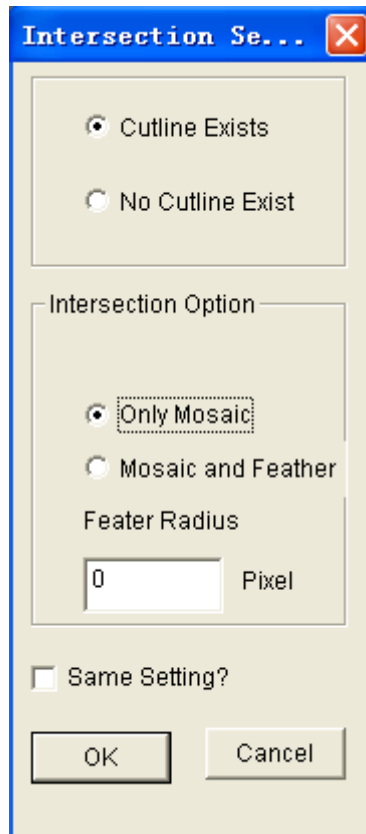 Intersection Se...
Cutline Exists
No Cutline Exist
Intersection Option
Only Mosaic
Mosaic and Feather
Feater Radius
0 Pixel
Same Setting?
OK Cancel